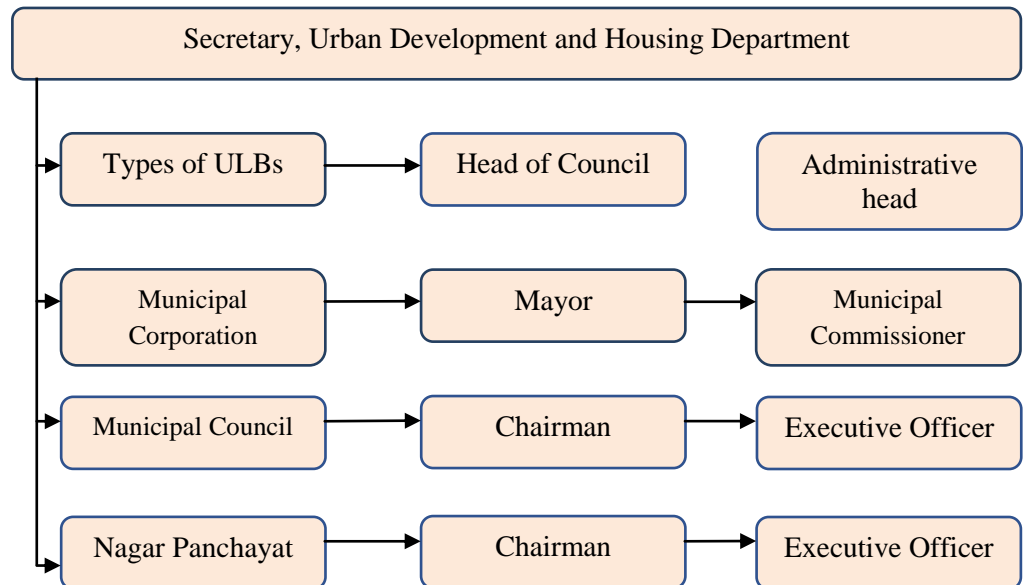 Secretary, Urban Development and Housing Department
Types of ULBs
Head of Council
Administrative
head
Municipal
Corporation
Mayor
Municipal
Commissioner
Municipal Council
Chairman
Executive Officer
Nagar Panchayat
Chairman
Executive Officer